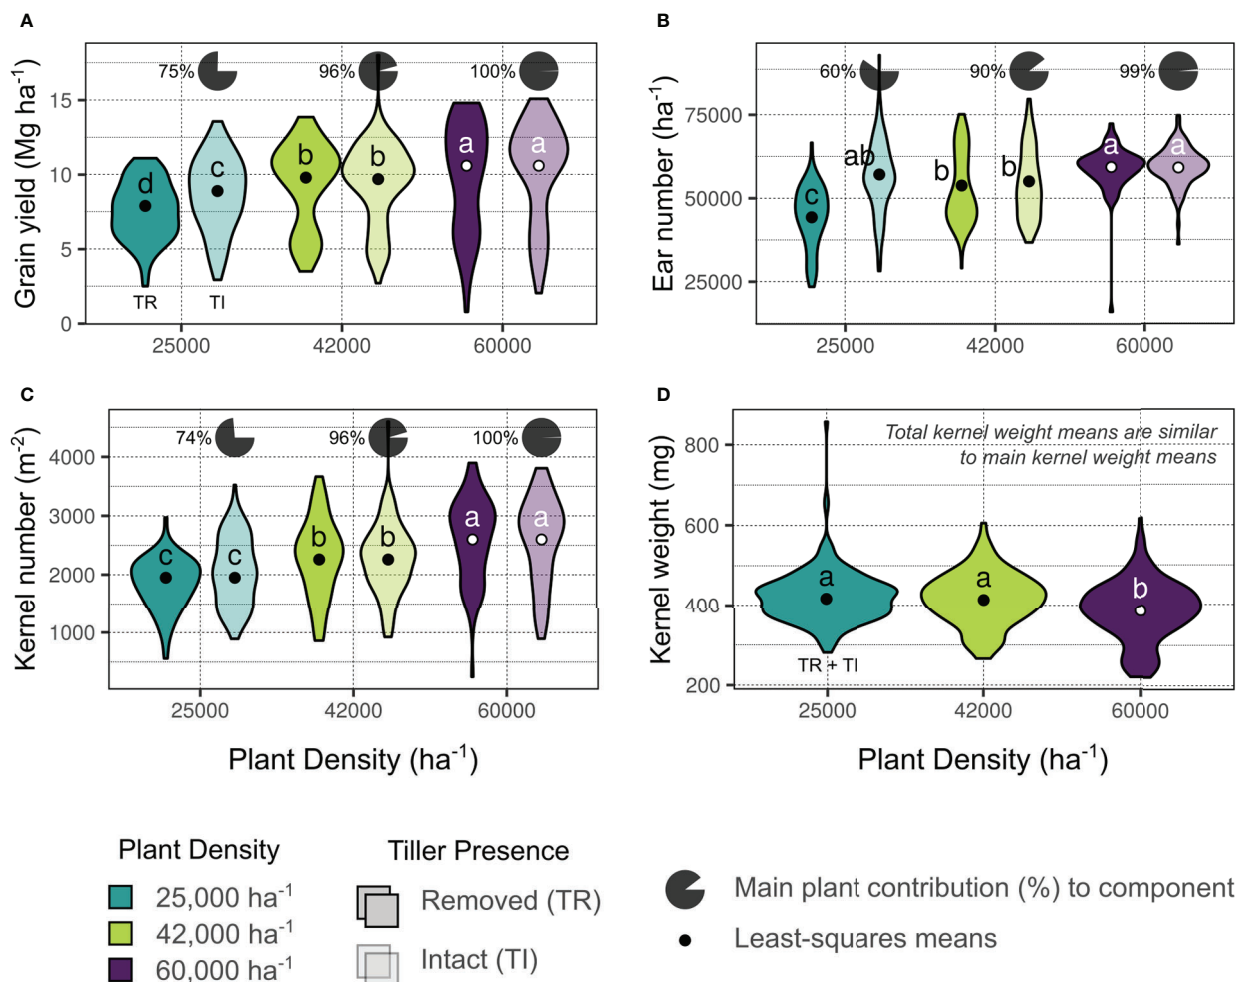 A
Grain yield (Mg ha⁻¹)
15
10
5
0
75%
96%
100%
d
c
b
b
a
a
TR
TI
25000
42000
60000
B
Ear number (ha⁻¹)
75000
50000
25000
60%
90%
99%
c
ab
b
b
a
a
25000
42000
60000
C
Kernel number (m⁻²)
4000
3000
2000
1000
74%
96%
100%
c
c
b
b
a
a
25000
42000
60000
Plant Density (ha⁻¹)
D
Kernel weight (mg)
800
600
400
200
Total kernel weight means are similar
to main kernel weight means
a
a
b
TR + TI
25000
42000
60000
Plant Density (ha⁻¹)
Plant Density
25,000 ha⁻¹
42,000 ha⁻¹
60,000 ha⁻¹
Tiller Presence
Removed (TR)
Intact (TI)
Main plant contribution (%) to component
Least-squares means